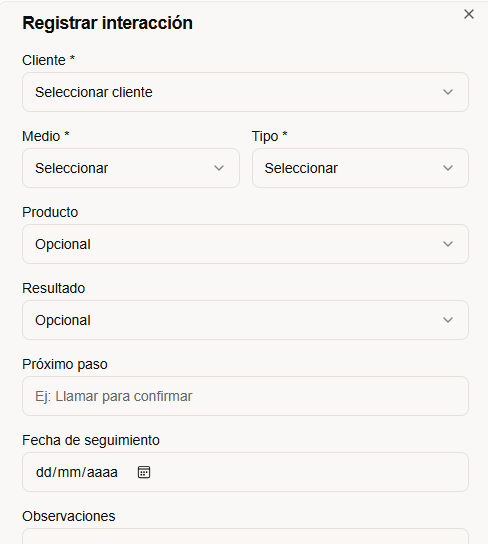 Registrar interacción
Cliente *
Seleccionar cliente
Medio * Tipo *
Seleccionar Seleccionar
Producto
Opcional
Resultado
Opcional
Próximo paso
Ej: Llamar para confirmar
Fecha de seguimiento
dd/mm/aaaa
Observaciones